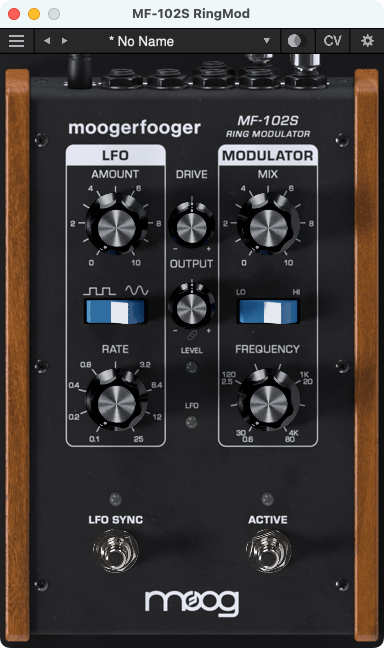 MF-102S RingMod
* No Name
CV
moogerfooger
MF-102S
RING MODULATOR
LFO
MODULATOR
AMOUNT
DRIVE
MIX
4 6
2 8
0 10
- +
4 6
2 8
0 10
OUTPUT
- +
LO HI
LEVEL
RATE
FREQUENCY
0.8 3.2
0.4 6.4
0.2 12
0.1 25
LFO
120 1K
2.5 20
30 4K
0.6 80
LFO SYNC
ACTIVE
moog